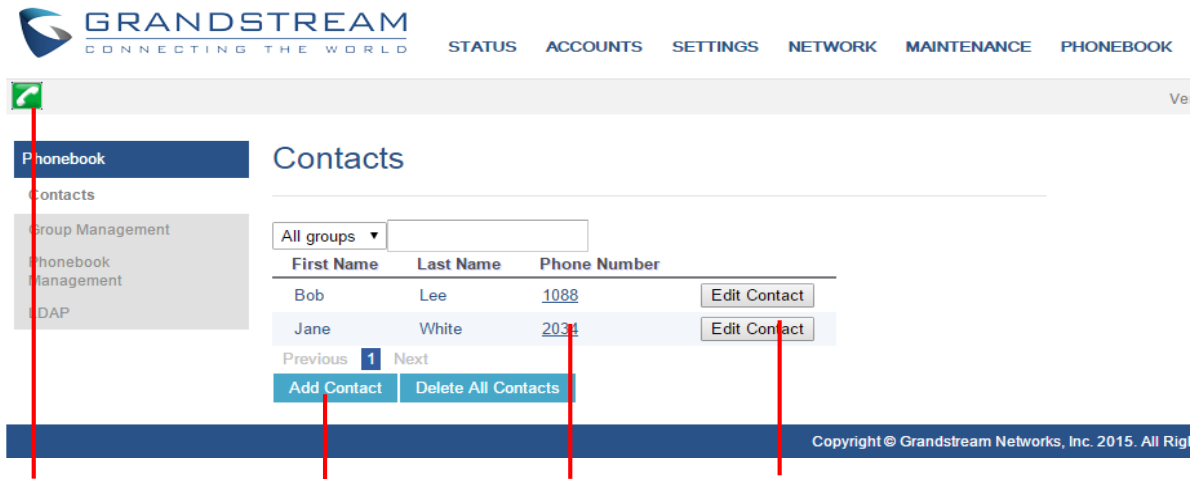 GRANDSTREAM
CONNECTING THE WORLD
STATUS ACCOUNTS SETTINGS NETWORK MAINTENANCE PHONEBOOK
Ve
Phonebook
Contacts
Group Management
Phonebook
Management
LDAP
Contacts
All groups
First Name Last Name Phone Number
Bob Lee 1088 Edit Contact
Jane White 2034 Edit Contact
Previous 1 Next
Add Contact Delete All Contacts
Copyright © Grandstream Networks, Inc. 2015. All Rig